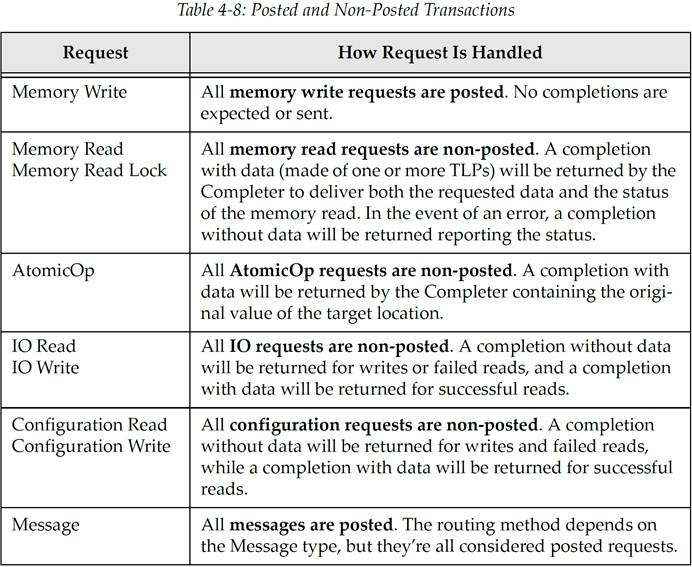 Table 4-8: Posted and Non-Posted Transactions
Request
How Request Is Handled
Memory Write
All memory write requests are posted. No completions are
expected or sent.
Memory Read
Memory Read Lock
All memory read requests are non-posted. A completion
with data (made of one or more TLPs) will be returned by the
Completer to deliver both the requested data and the status
of the memory read. In the event of an error, a completion
without data will be returned reporting the status.
AtomicOp
All AtomicOp requests are non-posted. A completion with
data will be returned by the Completer containing the origi-
nal value of the target location.
IO Read
IO Write
All IO requests are non-posted. A completion without data
will be returned for writes or failed reads, and a completion
with data will be returned for successful reads.
Configuration Read
Configuration Write
All configuration requests are non-posted. A completion
without data will be returned for writes and failed reads,
while a completion with data will be returned for successful
reads.
Message
All messages are posted. The routing method depends on
the Message type, but they're all considered posted requests.